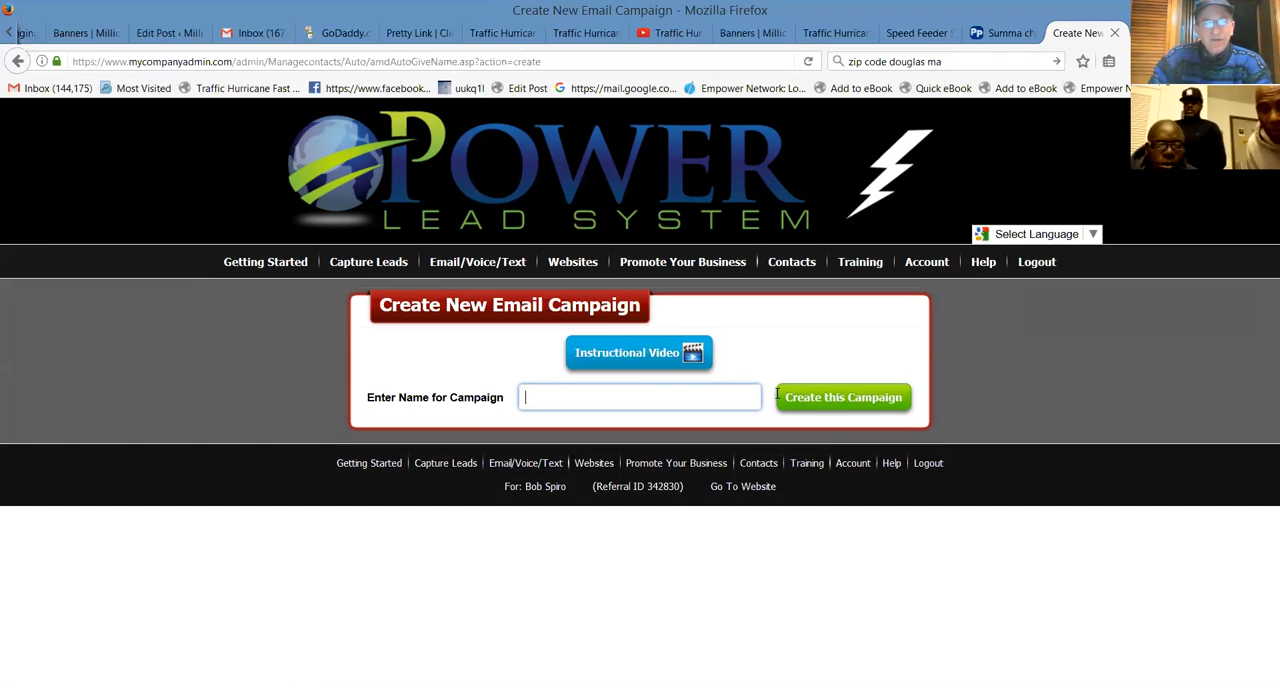 Create New Email Campaign - Mozilla Firefox
Banners | Millic
Edit Post ‹ Milli
Inbox (167
GoDaddy.c
Pretty Link | Cli
Traffic Hurrican
Traffic Hurrican
Traffic Hur
Banners | Millic
Traffic Hurrican
Speed Feeder S
Summa ch
Create New
https://www.mycompanyadmin.com/admin/Managecontacts/Auto/amdAutoGiveName.asp?action=create
zip code douglas ma
Inbox (144,175)
Most Visited
Traffic Hurricane Fast ...
https://www.facebook...
uukq1l
Edit Post
https://mail.google.co...
Empower Network: Lo...
Add to eBook
Quick eBook
Add to eBook
Empower N
POWER
LEAD SYSTEM
Select Language ▼
Getting Started
Capture Leads
Email/Voice/Text
Websites
Promote Your Business
Contacts
Training
Account
Help
Logout
Create New Email Campaign
Instructional Video
Enter Name for Campaign
Create this Campaign
Getting Started
Capture Leads
Email/Voice/Text
Websites
Promote Your Business
Contacts
Training
Account
Help
Logout
For: Bob Spiro
(Referral ID 342830)
Go To Website